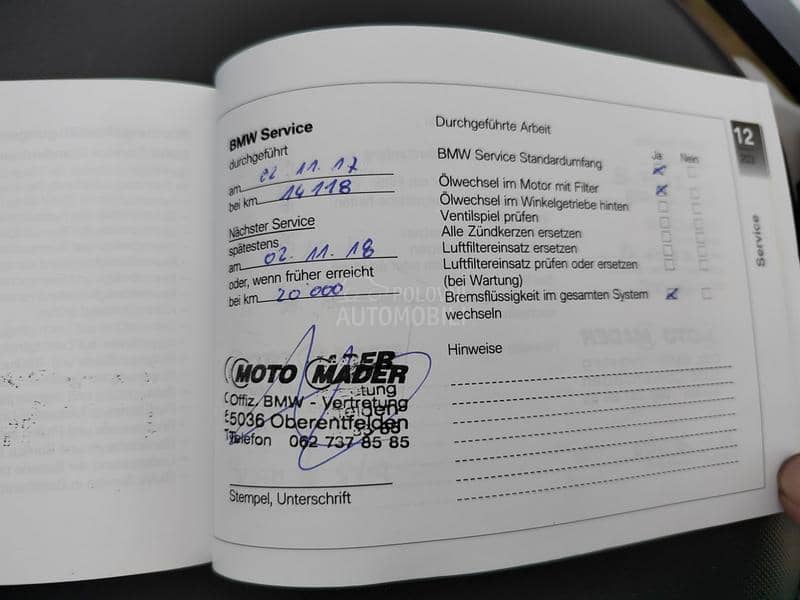 BMW Service
durchgeführt
am 02.11.17
bei km 14'118
Nächster Service
spätestens
am 02.11.18
oder, wenn früher erreicht
bei km 20'000
MOTO MADER
Offiz. BMW - Vertretung
5036 Oberentfelden
Telefon 062 737 85 85
Stempel, Unterschrift
Durchgeführte Arbeit
Ja Nein
BMW Service Standardumfang
Ölwechsel im Motor mit Filter
Ölwechsel im Winkelgetriebe hinten
Ventilspiel prüfen
Alle Zündkerzen ersetzen
Luftfiltereinsatz ersetzen
Luftfiltereinsatz prüfen oder ersetzen
(bei Wartung)
Bremsflüssigkeit im gesamten System
wechseln
Hinweise
12
203
Service
POLOVNI
AUTOMOBILI